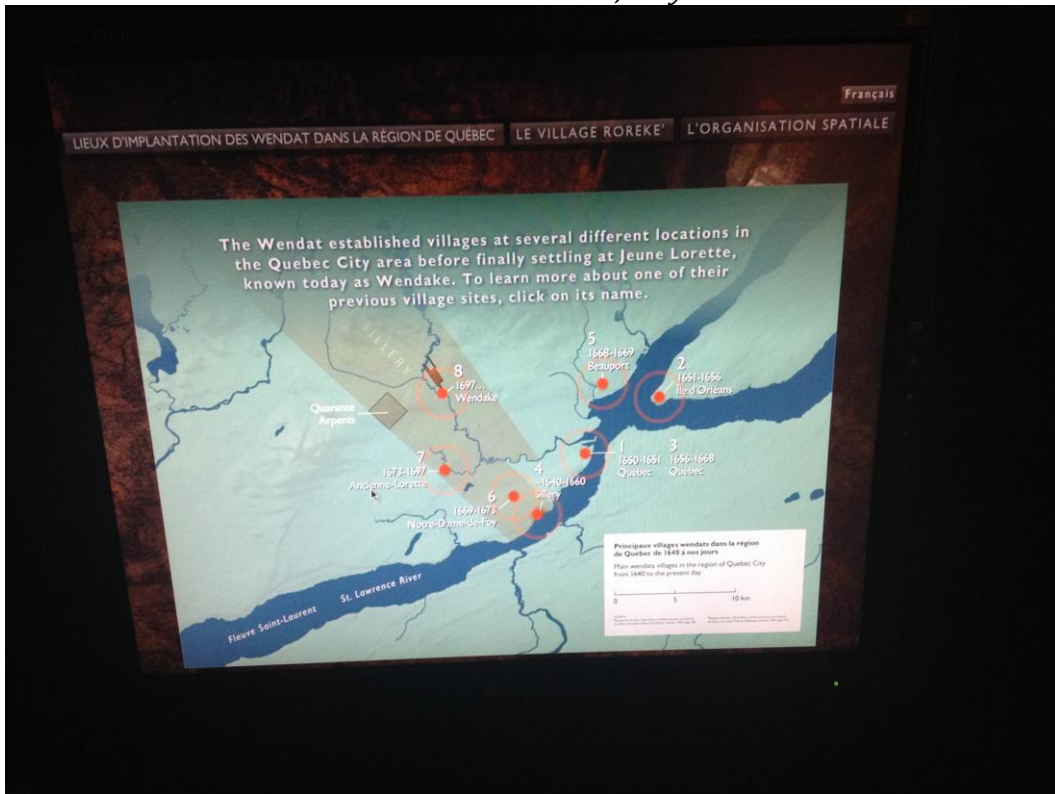 Français
LIEUX D'IMPLANTATION DES WENDAT DANS LA RÉGION DE QUÉBEC
LE VILLAGE ROREKE'
L'ORGANISATION SPATIALE
The Wendat established villages at several different locations in
the Quebec City area before finally settling at Jeune Lorette,
known today as Wendake. To learn more about one of their
previous village sites, click on its name.
SILLERY
5
1668-1669
Beauport
2
1651-1656
Île d'Orléans
8
1697...
Wendake
Quarante
Arpents
1
1650-1651
Québec
3
1656-1668
Québec
7
1673-1697
Ancienne-Lorette
4
~1640-1660
Sillery
6
1669-1673
Notre-Dame-de-Foy
Fleuve Saint-Laurent
St. Lawrence River
Principaux villages wendats dans la région
de Québec de 1640 à nos jours
Main wendats villages in the region of Quebec City
from 1640 to the present day
0 5 10 km